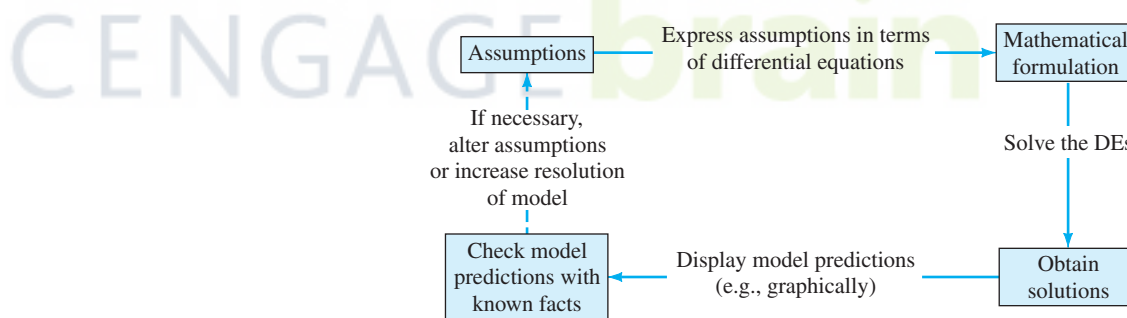 CENGAGE brain
Assumptions
Express assumptions in terms
of differential equations
Mathematical
formulation
If necessary,
alter assumptions
or increase resolution
of model
Solve the DEs
Check model
predictions with
known facts
Display model predictions
(e.g., graphically)
Obtain
solutions